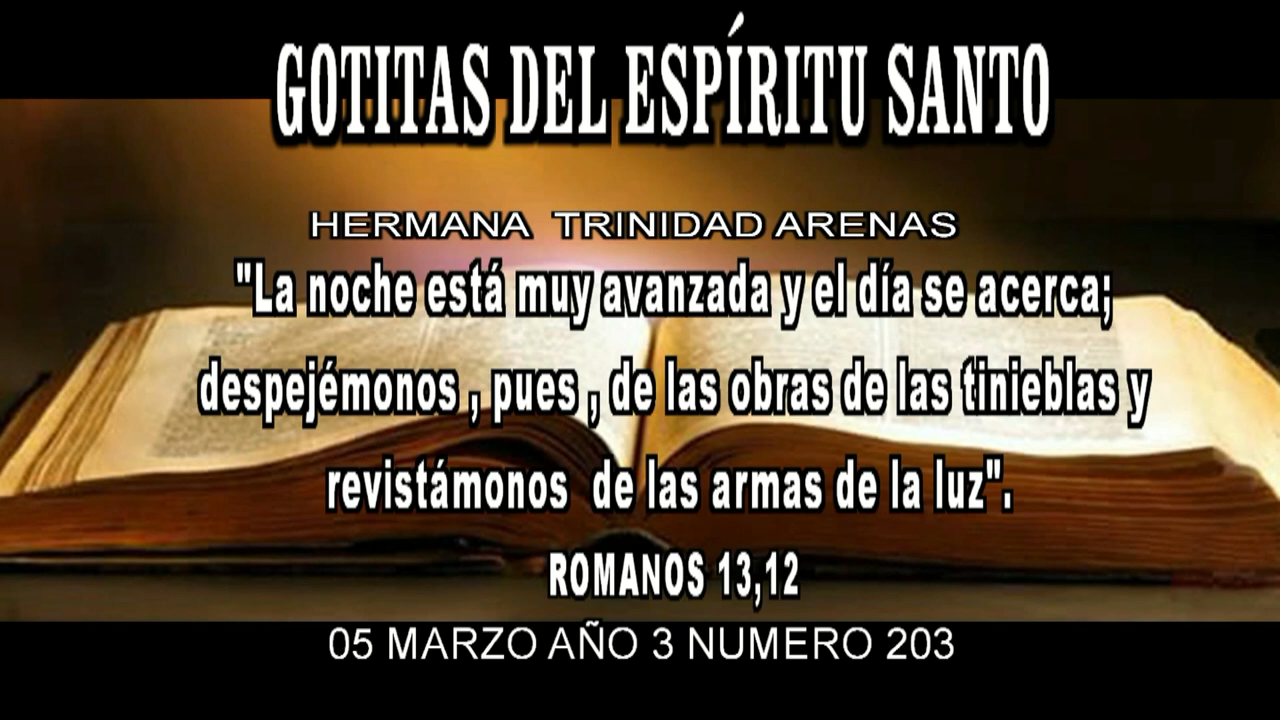 GOTITAS DEL ESPÍRITU SANTO
HERMANA TRINIDAD ARENAS
"La noche está muy avanzada y el día se acerca;
despejémonos , pues , de las obras de las tinieblas y
revistámonos de las armas de la luz".
ROMANOS 13,12
05 MARZO AÑO 3 NUMERO 203